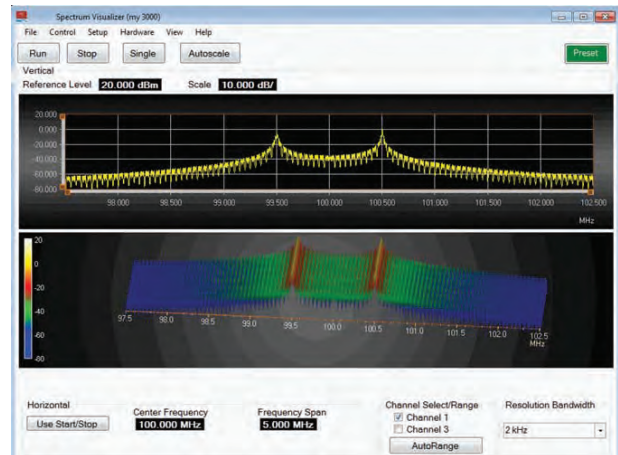 Spectrum Visualizer (my 3000)
File Control Setup Hardware View Help
Run Stop Single Autoscale Preset
Vertical
Reference Level 20.000 dBm Scale 10.000 dB/
20.000
0.000
-20.000
-40.000
-60.000
-80.000
98.000 98.500 99.000 99.500 100.000 100.500 101.000 101.500 102.000 102.500
MHz
20
0
-20
-40
-60
-80
97.5 98.0 98.5 99.0 99.5 100.0 100.5 101.0 101.5 102.0 102.5
MHz
Horizontal
Use Start/Stop
Center Frequency
100.000 MHz
Frequency Span
5.000 MHz
Channel Select/Range
Channel 1
Channel 3
AutoRange
Resolution Bandwidth
2 kHz